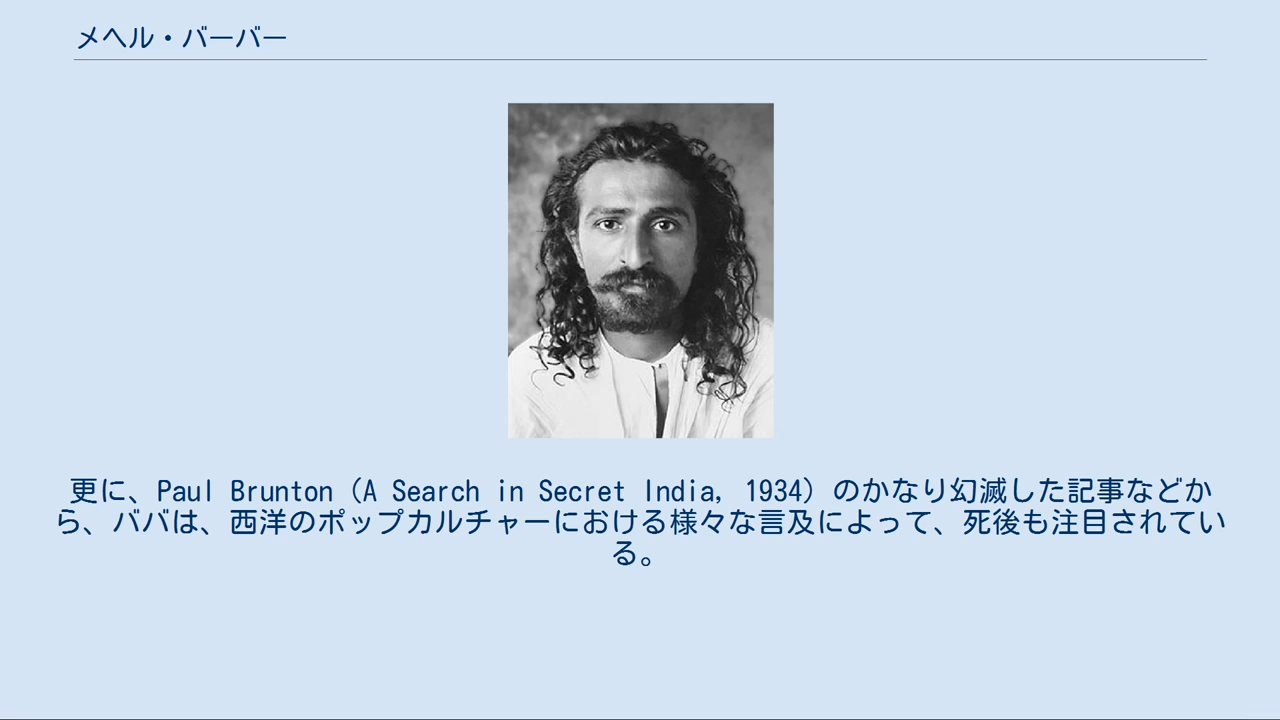 メヘル・バーバー
更に、Paul Brunton (A Search in Secret India, 1934) のかなり幻滅した記事などか
ら、ババは、西洋のポップカルチャーにおける様々な言及によって、死後も注目されてい
る。